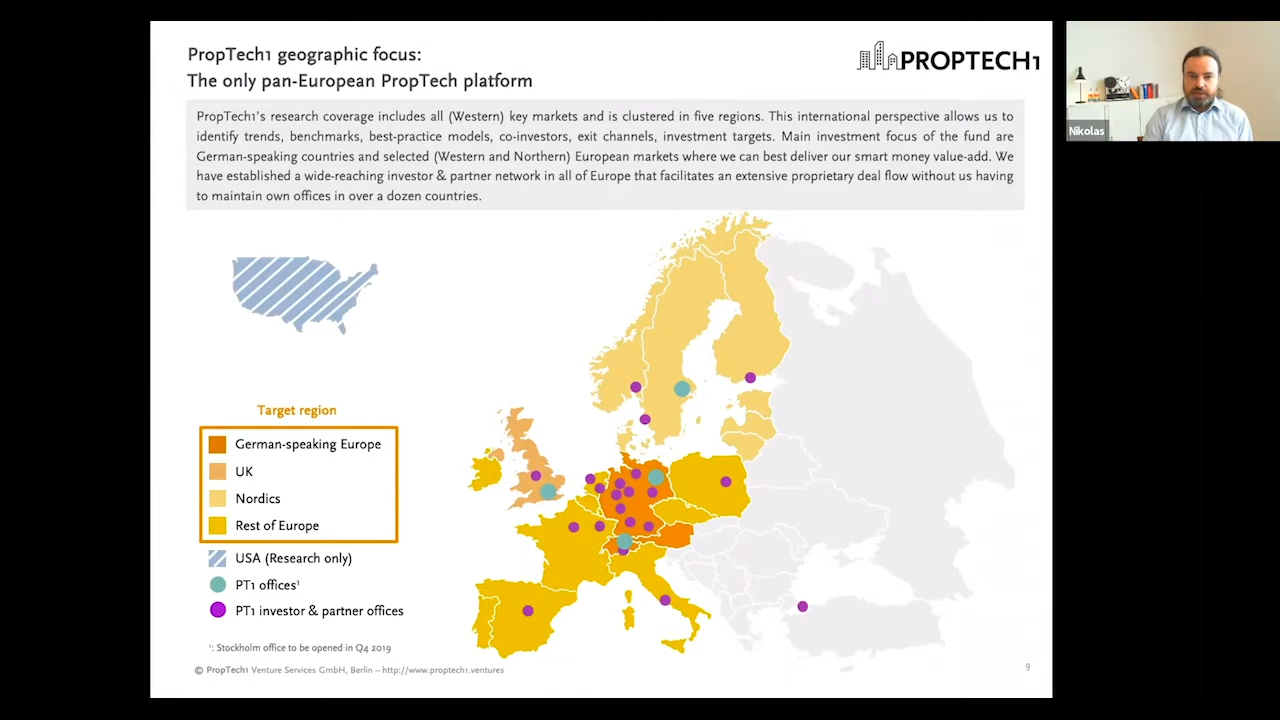 PropTech1 geographic focus:
The only pan-European PropTech platform
PROPTECH1
PropTech1's research coverage includes all (Western) key markets and is clustered in five regions. This international perspective allows us to
identify trends, benchmarks, best-practice models, co-investors, exit channels, investment targets. Main investment focus of the fund are
German-speaking countries and selected (Western and Northern) European markets where we can best deliver our smart money value-add. We
have established a wide-reaching investor & partner network in all of Europe that facilitates an extensive proprietary deal flow without us having
to maintain own offices in over a dozen countries.
Nikolas
Target region
German-speaking Europe
UK
Nordics
Rest of Europe
USA (Research only)
PT1 offices¹
PT1 investor & partner offices
¹: Stockholm office to be opened in Q4 2019
© PropTech1 Venture Services GmbH, Berlin – http://www.proptech1.ventures
9